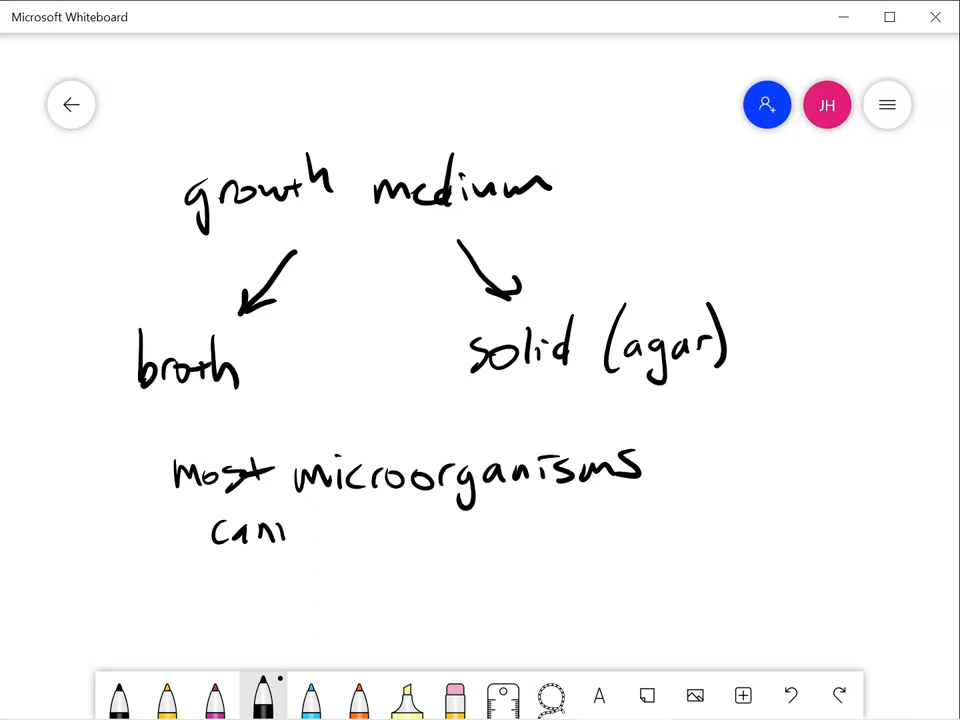 Microsoft Whiteboard
JH
growth medium
broth
solid (agar)
most microorganisms
can
A